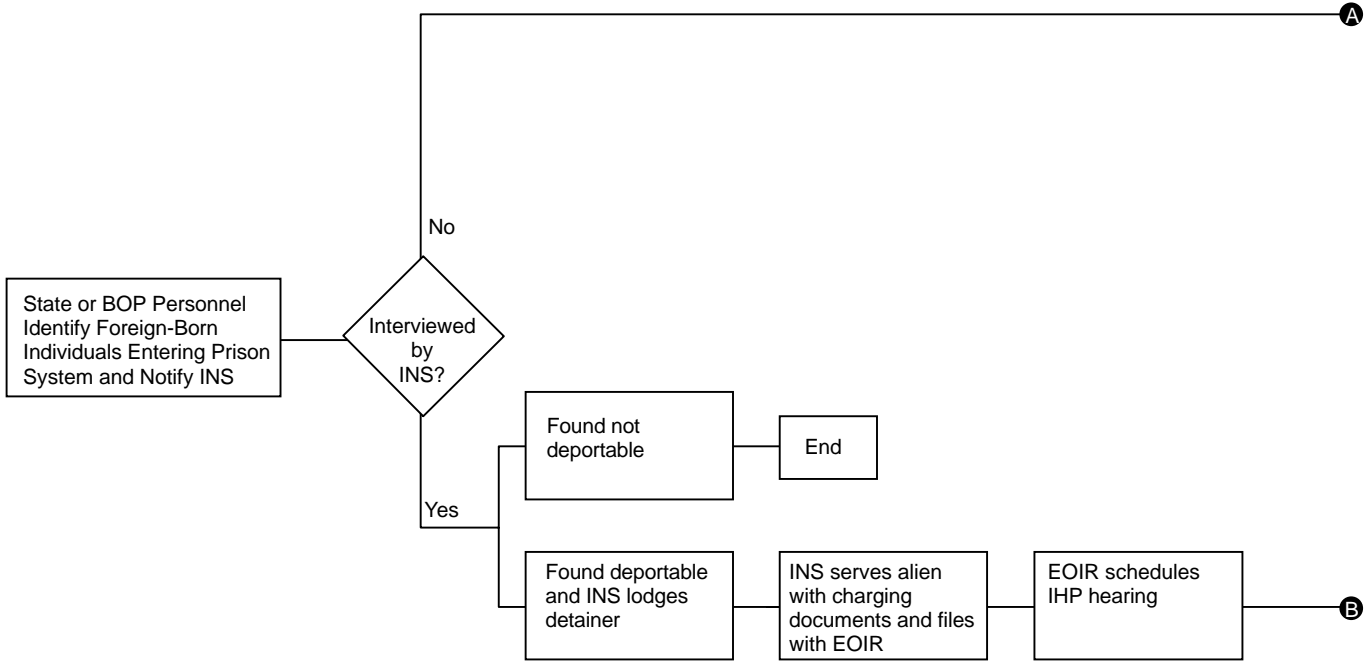 A
No
State or BOP Personnel
Identify Foreign-Born
Individuals Entering Prison
System and Notify INS
Interviewed
by
INS?
Found not
deportable
End
Yes
Found deportable
and INS lodges
detainer
INS serves alien
with charging
documents and files
with EOIR
EOIR schedules
IHP hearing
B